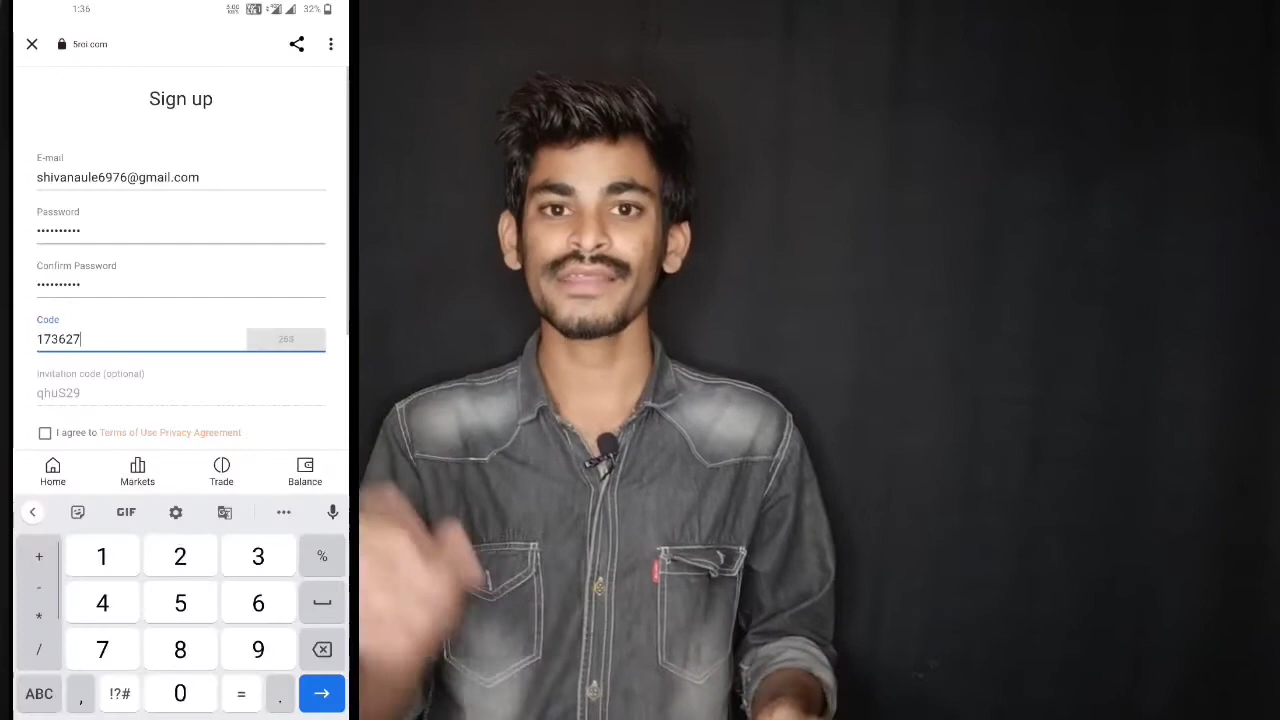 1:36
32%
5roi.com
Sign up
E-mail
shivanaule6976@gmail.com
Password
••••••••••
Confirm Password
••••••••••
Code
173627
Invitation code (optional)
qhuS29
I agree to Terms of Use Privacy Agreement
Home Markets Trade Balance
GIF
+ 1 2 3 %
- 4 5 6
*
/ 7 8 9
ABC , !?# 0 = .